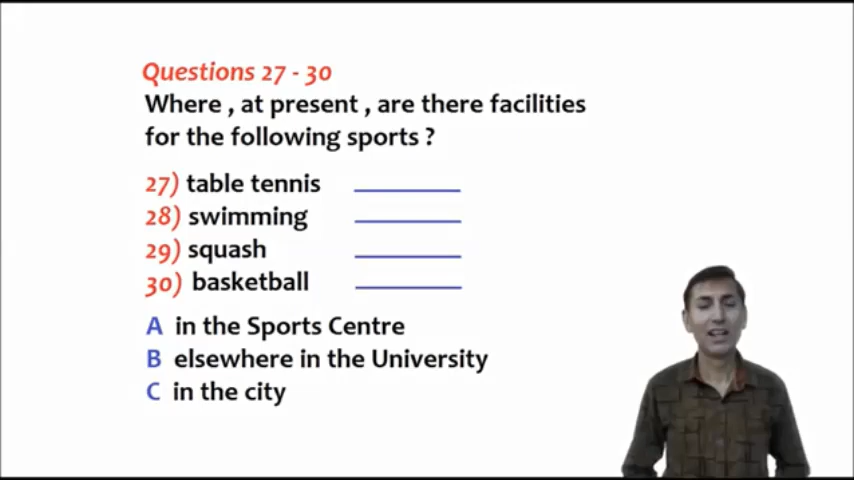 Questions 27 - 30
Where , at present , are there facilities
for the following sports ?
27) table tennis
28) swimming
29) squash
30) basketball
A in the Sports Centre
B elsewhere in the University
C in the city